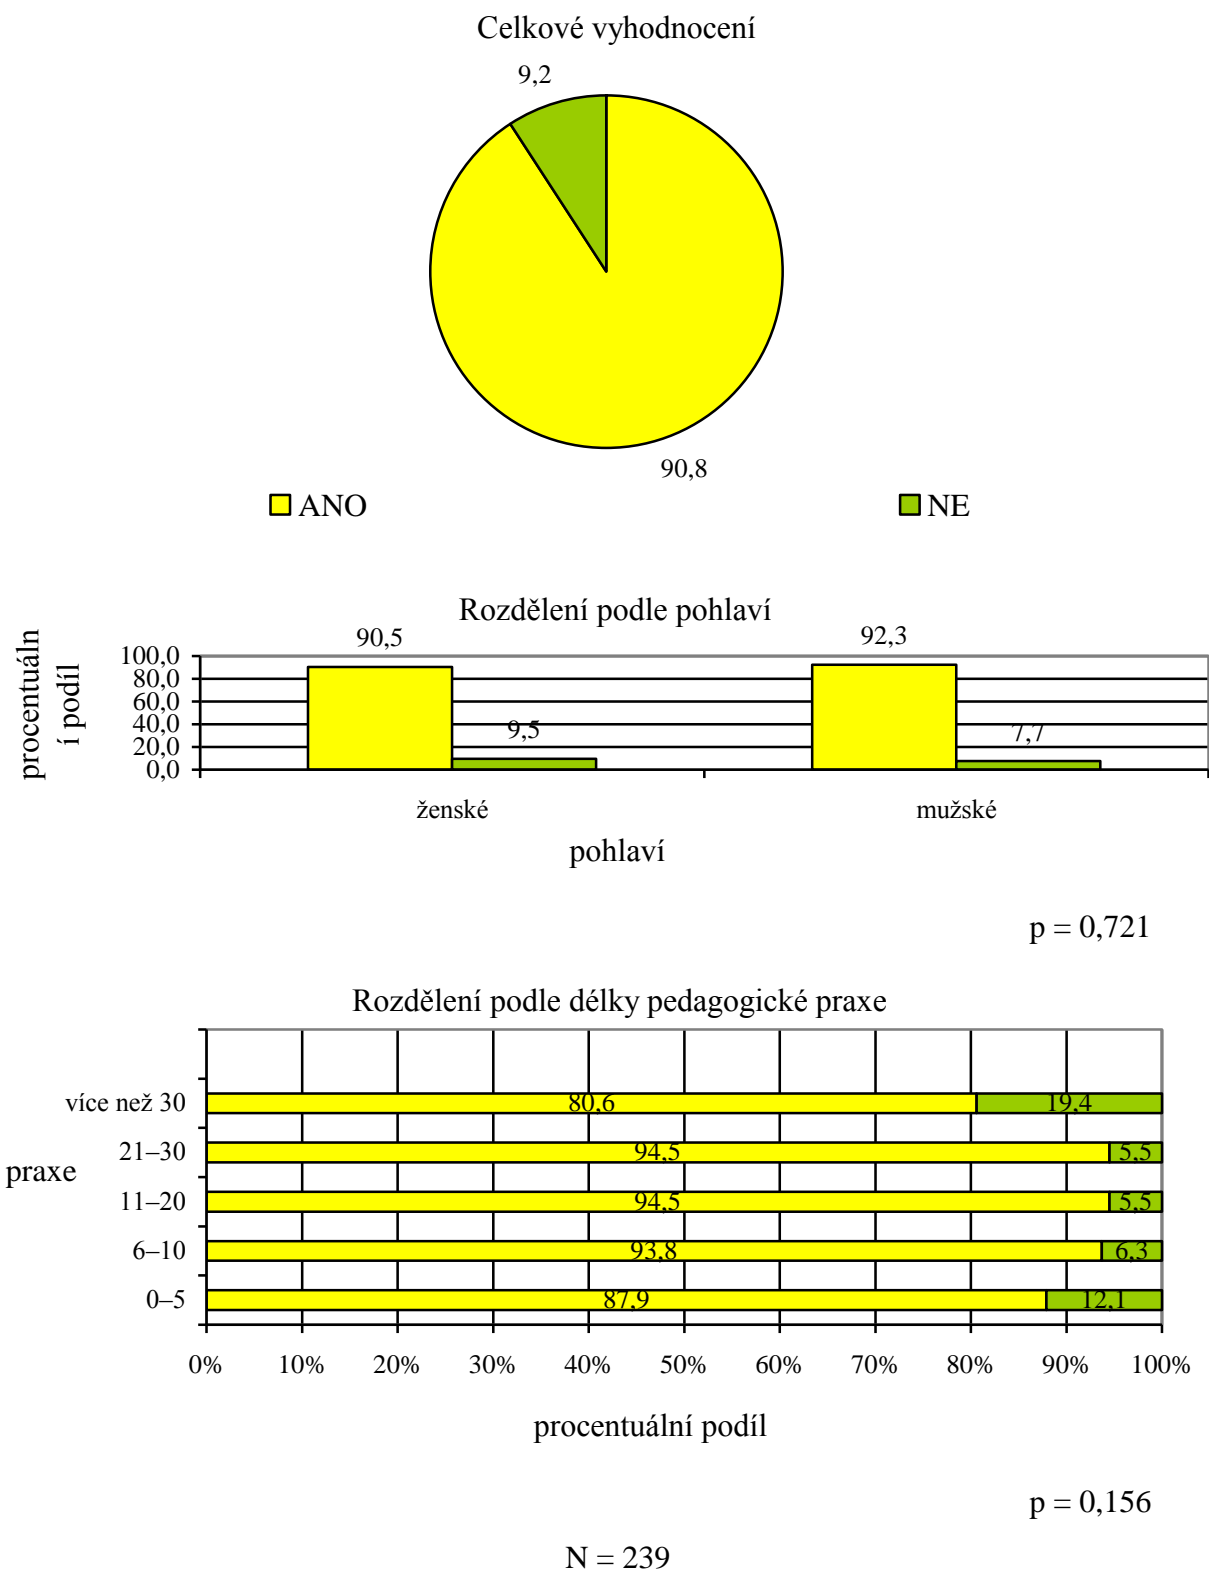 Celkové vyhodnocení
9,2
90,8
ANO
NE
Rozdělení podle pohlaví
procentuáln
í podíl
100,0
80,0
60,0
40,0
20,0
0,0
90,5
9,5
92,3
7,7
ženské
mužské
pohlaví
p = 0,721
Rozdělení podle délky pedagogické praxe
praxe
více než 30
80,6
19,4
21–30
94,5
5,5
11–20
94,5
5,5
6–10
93,8
6,3
0–5
87,9
12,1
0%
10%
20%
30%
40%
50%
60%
70%
80%
90%
100%
procentuální podíl
p = 0,156
N = 239